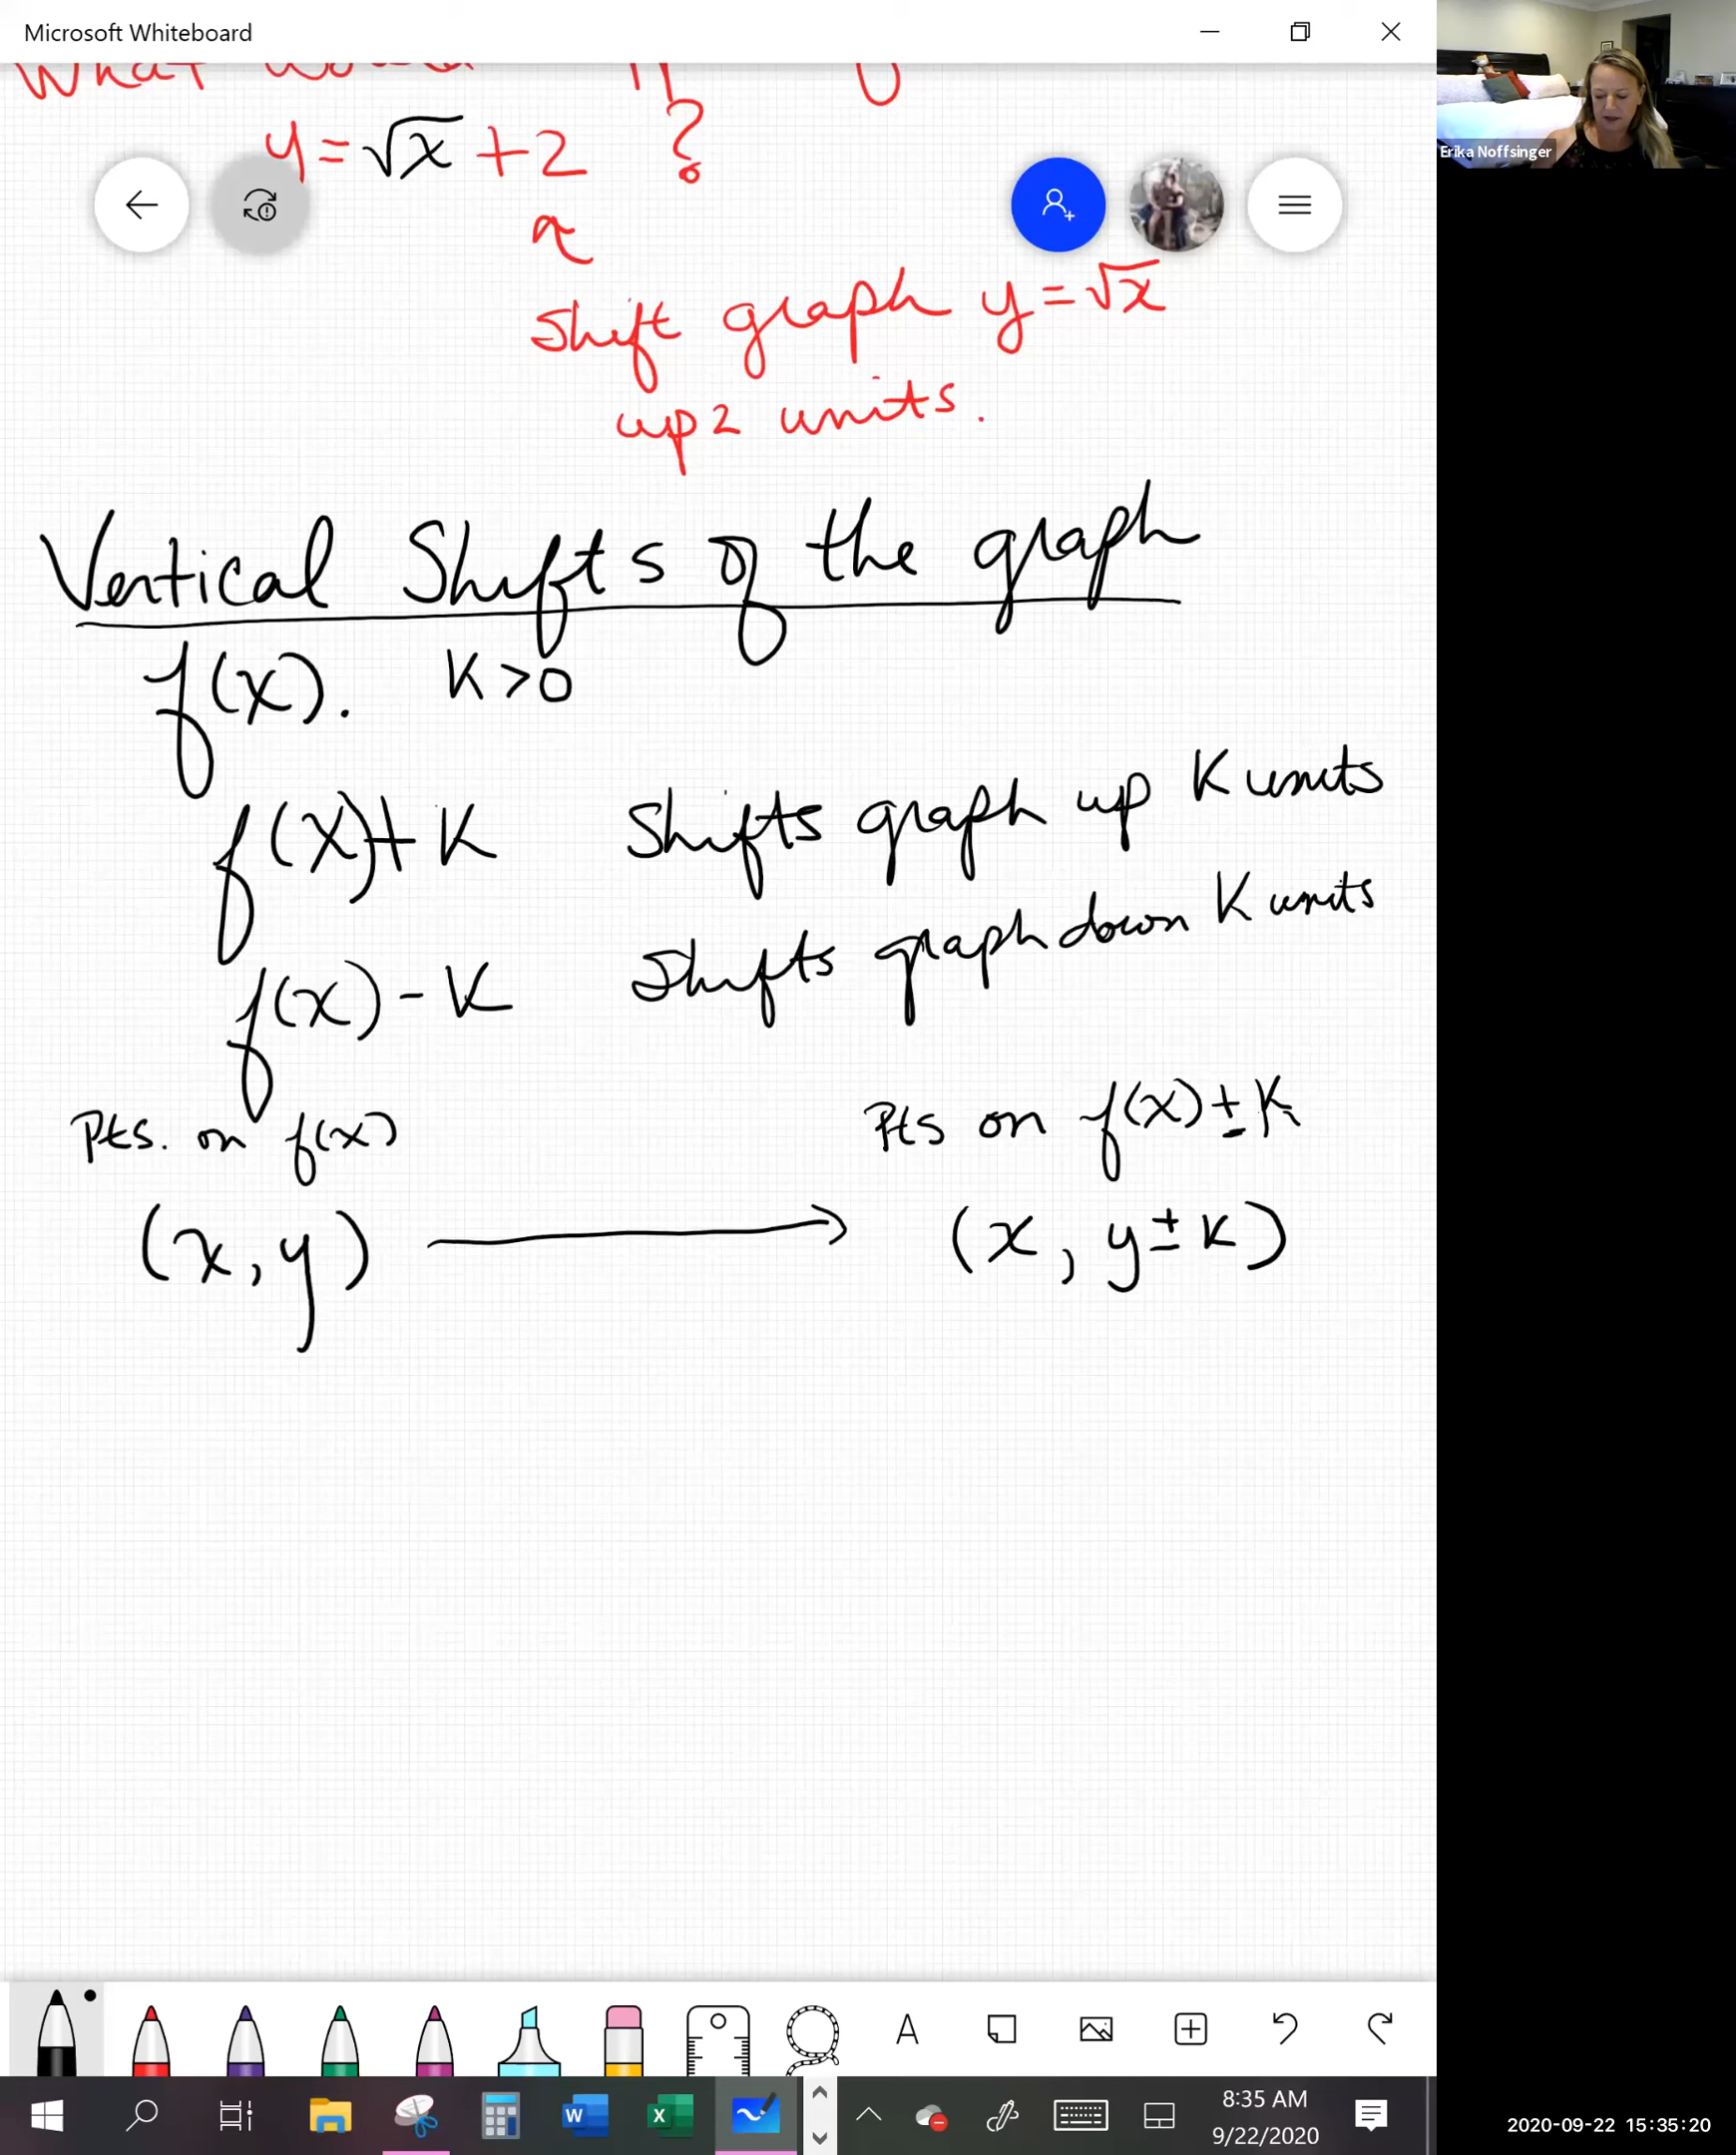 Microsoft Whiteboard
What
y = √x + 2 ?
Erika Noffsinger
Shift graph y = √x
up 2 units.
Vertical Shifts of the graph
f(x). K > 0
f(x) + K Shifts graph up K units
f(x) - K Shifts graph down K units
Pts. on f(x) Pts on f(x) ± K
(x, y) → (x, y ± K)
A
W X
8:35 AM
9/22/2020
2020-09-22 15:35:20